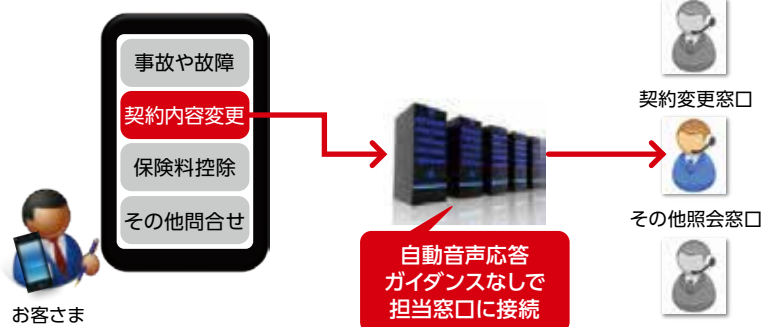 事故や故障
契約内容変更
保険料控除
その他問合せ
お客さま
自動音声応答
ガイダンスなしで
担当窓口に接続
契約変更窓口
その他照会窓口